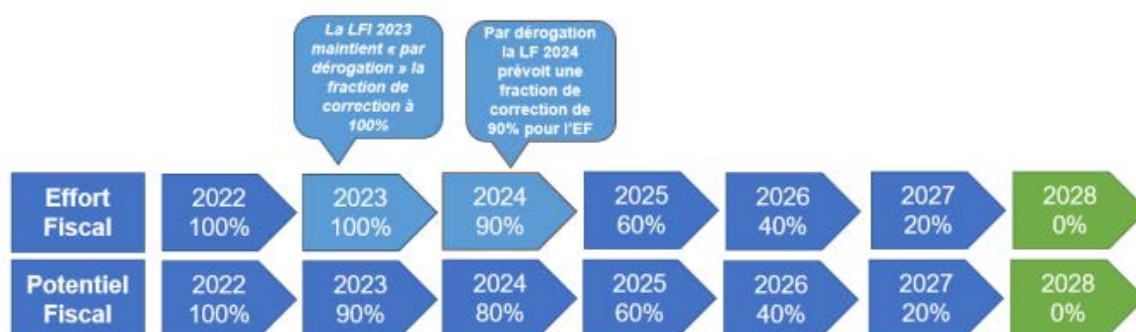 La LFI 2023
maintient « par
dérogation » la
fraction de
correction à
100%
Par dérogation
la LF 2024
prévoit une
fraction de
correction de
90% pour l'EF
Effort
Fiscal
2022
100%
2023
100%
2024
90%
2025
60%
2026
40%
2027
20%
2028
0%
Potentiel
Fiscal
2022
100%
2023
90%
2024
80%
2025
60%
2026
40%
2027
20%
2028
0%